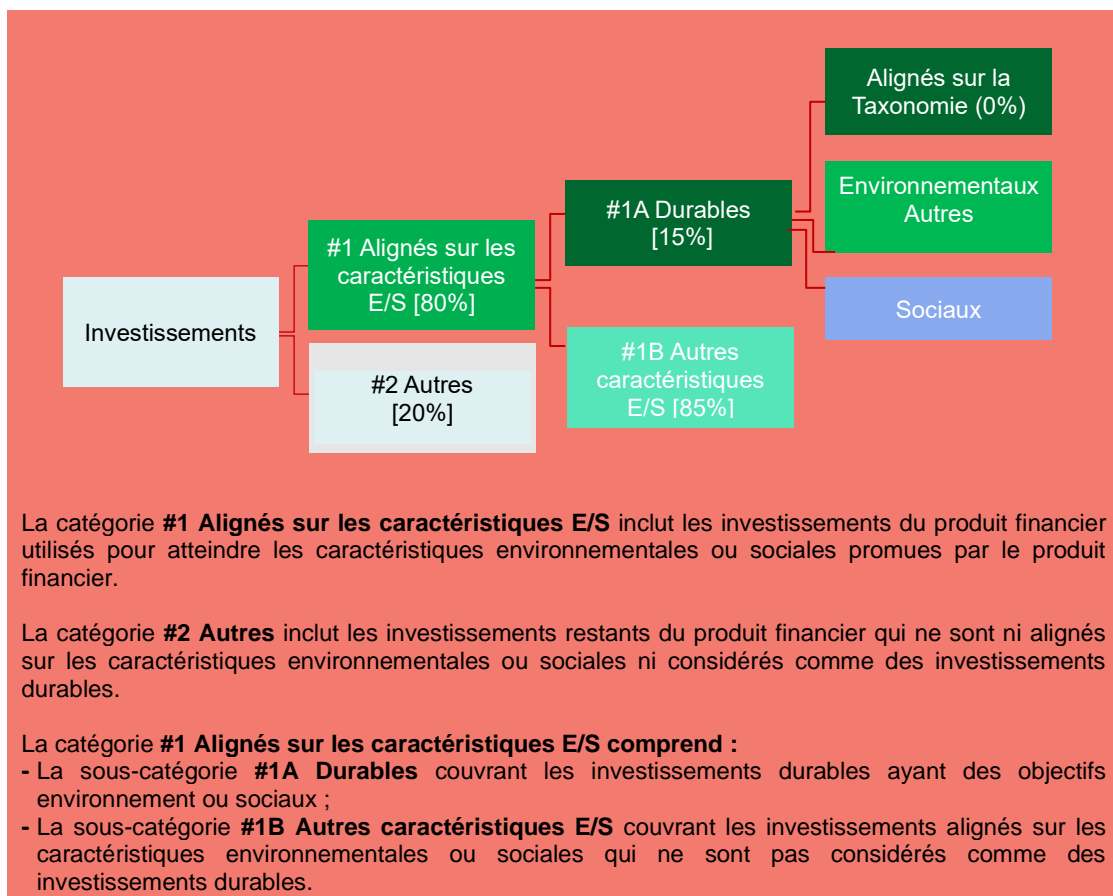 Alignés sur la
Taxonomie (0%)
Environnementaux
Autres
#1A Durables
[15%]
#1 Alignés sur les
caractéristiques
E/S [80%]
Sociaux
Investissements
#1B Autres
caractéristiques
E/S [85%]
#2 Autres
[20%]
La catégorie #1 Alignés sur les caractéristiques E/S inclut les investissements du produit financier
utilisés pour atteindre les caractéristiques environnementales ou sociales promues par le produit
financier.
La catégorie #2 Autres inclut les investissements restants du produit financier qui ne sont ni alignés
sur les caractéristiques environnementales ou sociales ni considérés comme des investissements
durables.
La catégorie #1 Alignés sur les caractéristiques E/S comprend :
- La sous-catégorie #1A Durables couvrant les investissements durables ayant des objectifs
environnement ou sociaux ;
- La sous-catégorie #1B Autres caractéristiques E/S couvrant les investissements alignés sur les
caractéristiques environnementales ou sociales qui ne sont pas considérés comme des
investissements durables.